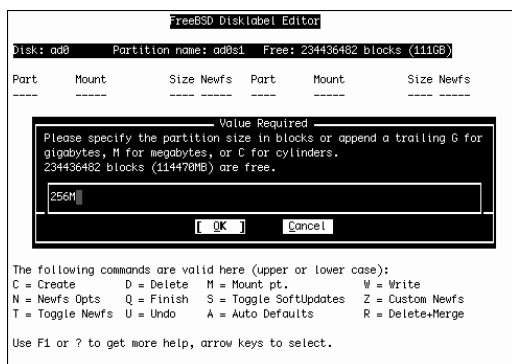 FreeBSD Disklabel Editor
Disk: ad0 Partition name: ad0s1 Free: 234436482 blocks (111GB)
Part Mount Size Newfs Part Mount Size Newfs
---- ----- ---- ----- ---- ----- ---- -----
Value Required
Please specify the partition size in blocks or append a trailing G for
gigabytes, M for megabytes, or C for cylinders.
234436482 blocks (114470MB) are free.
256M
[ OK ] Cancel
The following commands are valid here (upper or lower case):
C = Create D = Delete M = Mount pt. W = Write
N = Newfs Opts Q = Finish S = Toggle SoftUpdates Z = Custom Newfs
T = Toggle Newfs U = Undo A = Auto Defaults R = Delete+Merge
Use F1 or ? to get more help, arrow keys to select.